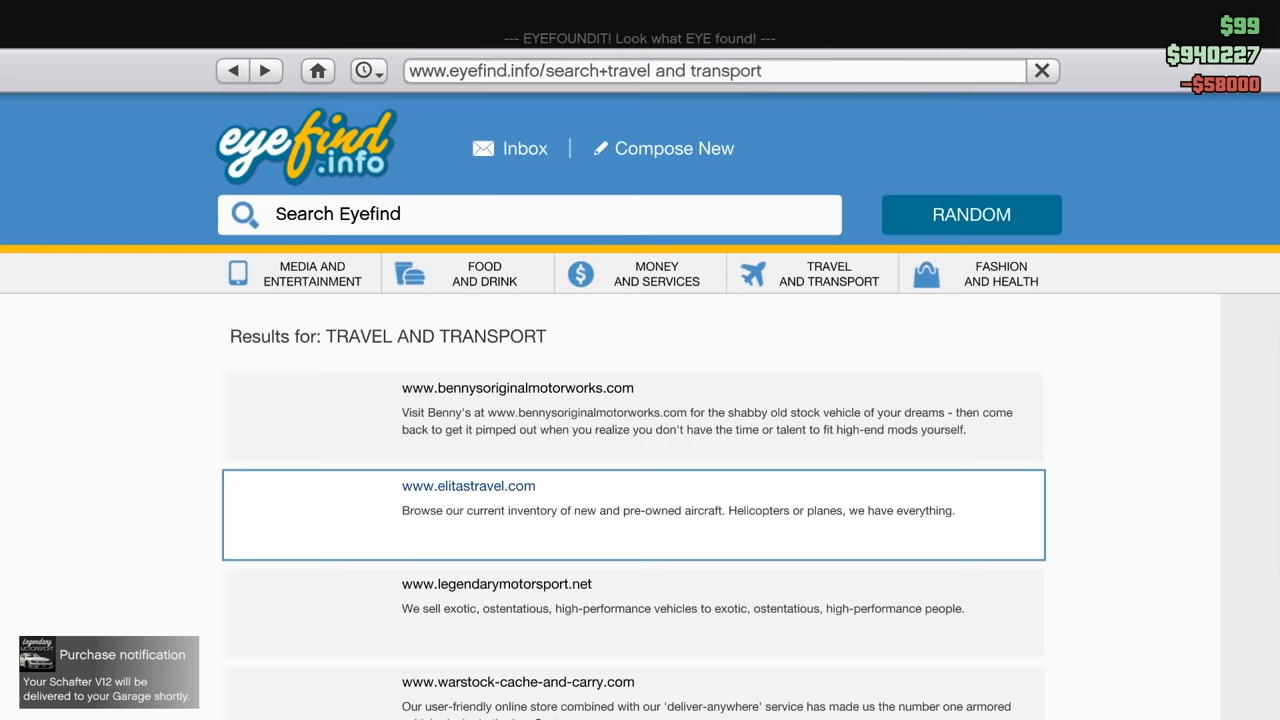 --- EYEFOUNDIT! Look what EYE found! ---
$99
$940227
-$58000
www.eyefind.info/search+travel and transport
eyefind
.info
Inbox
Compose New
Search Eyefind
RANDOM
MEDIA AND
ENTERTAINMENT
FOOD
AND DRINK
MONEY
AND SERVICES
TRAVEL
AND TRANSPORT
FASHION
AND HEALTH
Results for: TRAVEL AND TRANSPORT
www.bennysoriginalmotorworks.com
Visit Benny's at www.bennysoriginalmotorworks.com for the shabby old stock vehicle of your dreams - then come
back to get it pimped out when you realize you don't have the time or talent to fit high-end mods yourself.
www.elitastravel.com
Browse our current inventory of new and pre-owned aircraft. Helicopters or planes, we have everything.
www.legendarymotorsport.net
We sell exotic, ostentatious, high-performance vehicles to exotic, ostentatious, high-performance people.
www.warstock-cache-and-carry.com
Our user-friendly online store combined with our 'deliver-anywhere' service has made us the number one armored
Legendary
MOTORSPORT
Purchase notification
Your Schafter V12 will be
delivered to your Garage shortly.